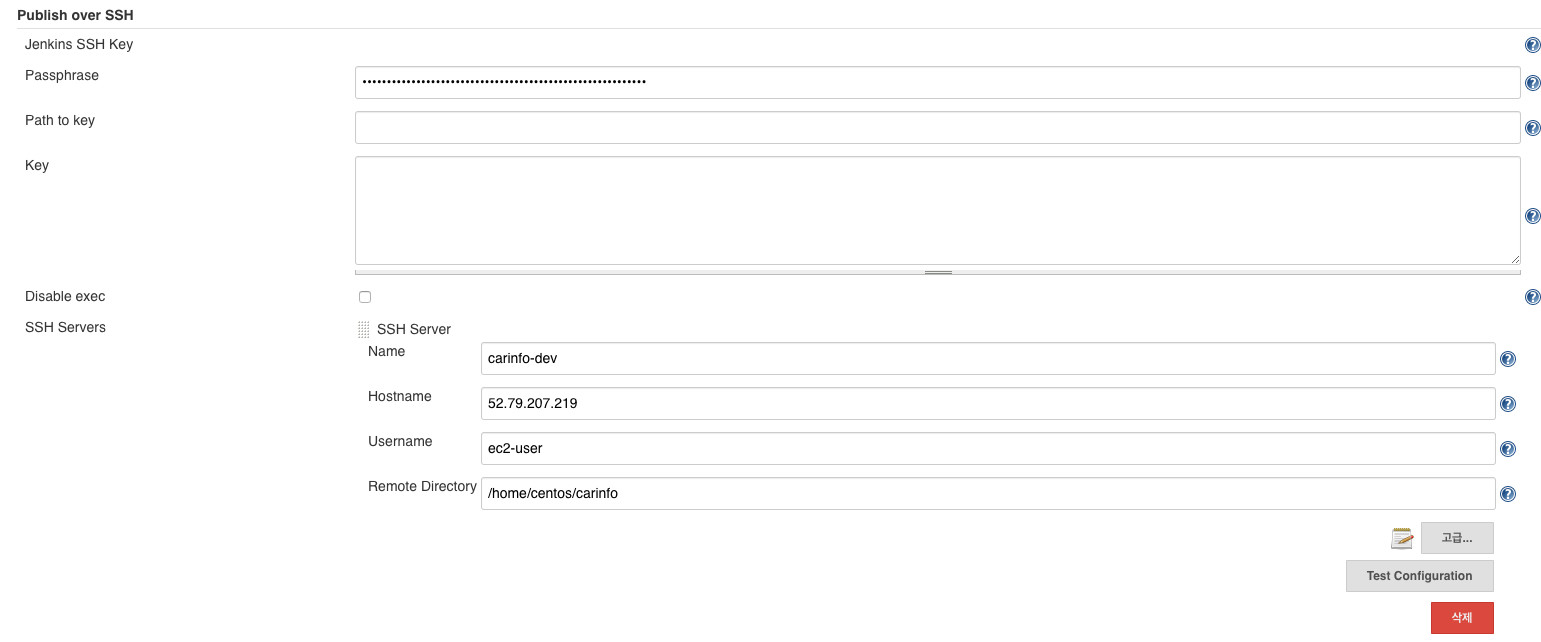 Publish over SSH
Jenkins SSH Key
Passphrase ••••••••••••••••••••••••••••••••••••••••••••••••••••••••••
Path to key
Key
Disable exec
SSH Servers
SSH Server
Name carinfo-dev
Hostname 52.79.207.219
Username ec2-user
Remote Directory /home/centos/carinfo
고급...
Test Configuration
삭제